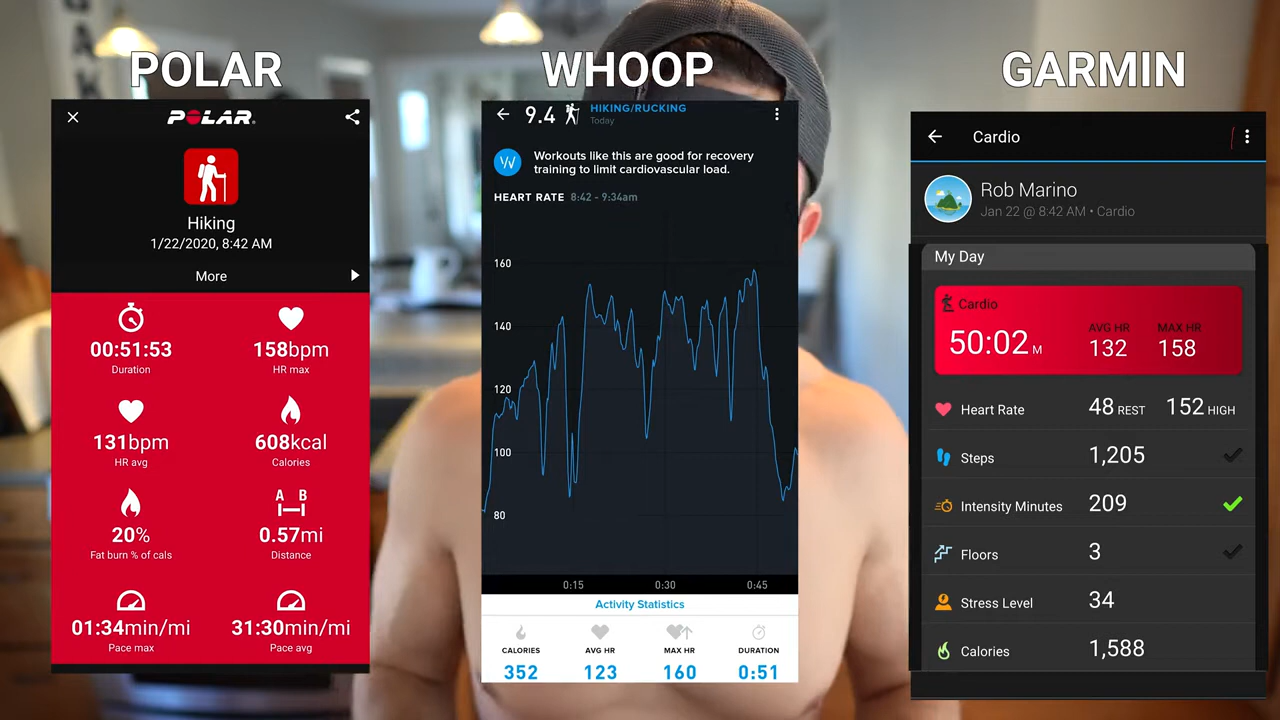 POLAR
WHOOP
GARMIN
POLAR
Hiking
1/22/2020, 8:42 AM
More
00:51:53
Duration
158bpm
HR max
131bpm
HR avg
608kcal
Calories
20%
Fat burn % of cals
A B
0.57mi
Distance
01:34min/mi
Pace max
31:30min/mi
Pace avg
9.4
HIKING/RUCKING
Today
W
Workouts like this are good for recovery
training to limit cardiovascular load.
HEART RATE 8:42 - 9:34am
160
140
120
100
80
0:15 0:30 0:45
Activity Statistics
CALORIES AVG HR MAX HR DURATION
352 123 160 0:51
Cardio
Rob Marino
Jan 22 @ 8:42 AM • Cardio
My Day
Cardio
50:02 M
AVG HR
132
MAX HR
158
Heart Rate 48 REST 152 HIGH
Steps 1,205
Intensity Minutes 209
Floors 3
Stress Level 34
Calories 1,588